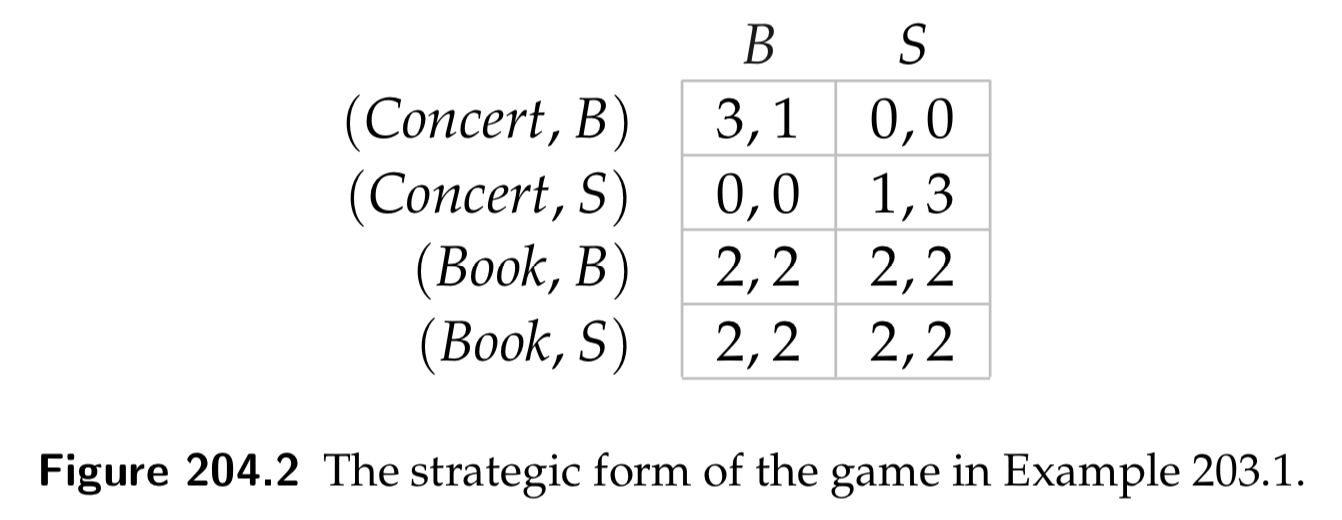 B S
(Concert, B) 3, 1 0, 0
(Concert, S) 0, 0 1, 3
(Book, B) 2, 2 2, 2
(Book, S) 2, 2 2, 2
Figure 204.2 The strategic form of the game in Example 203.1.